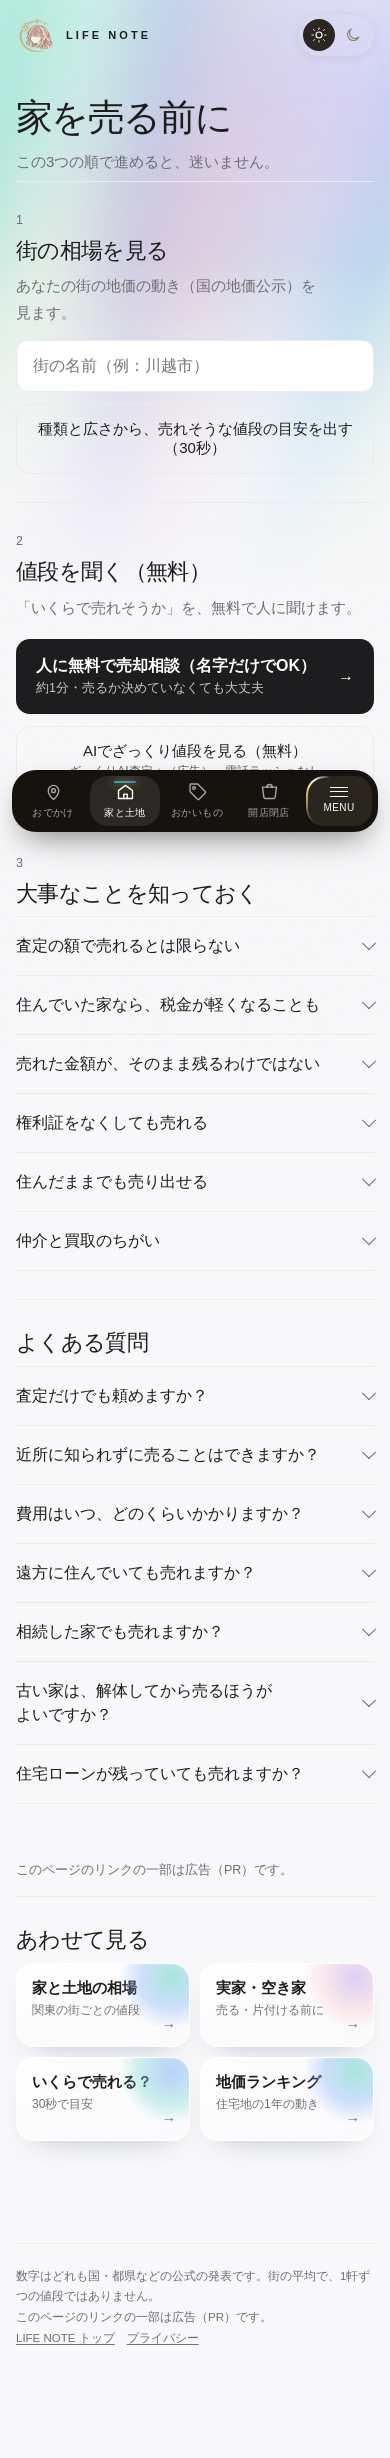 LIFE NOTE
家を売る前に
この3つの順で進めると、迷いません。
1
街の相場を見る
あなたの街の地価の動き（国の地価公示）を
見ます。
街の名前（例：川越市）
種類と広さから、売れそうな値段の目安を出す
（30秒）
2
値段を聞く（無料）
「いくらで売れそうか」を、無料で人に聞けます。
人に無料で売却相談（名字だけでOK）
約1分・売るか決めていなくても大丈夫
→
AIでざっくり値段を見る（無料）
おでかけ
家と土地
おかいもの
開店閉店
MENU
3
大事なことを知っておく
査定の額で売れるとは限らない
住んでいた家なら、税金が軽くなることも
売れた金額が、そのまま残るわけではない
権利証をなくしても売れる
住んだままでも売り出せる
仲介と買取のちがい
よくある質問
査定だけでも頼めますか？
近所に知られずに売ることはできますか？
費用はいつ、どのくらいかかりますか？
遠方に住んでいても売れますか？
相続した家でも売れますか？
古い家は、解体してから売るほうが
よいですか？
住宅ローンが残っていても売れますか？
このページのリンクの一部は広告（PR）です。
あわせて見る
家と土地の相場
関東の街ごとの値段
→
実家・空き家
売る・片付ける前に
→
いくらで売れる？
30秒で目安
→
地価ランキング
住宅地の1年の動き
→
数字はどれも国・都県などの公式の発表です。街の平均で、1軒ず
つの値段ではありません。
このページのリンクの一部は広告（PR）です。
LIFE NOTE トップ プライバシー